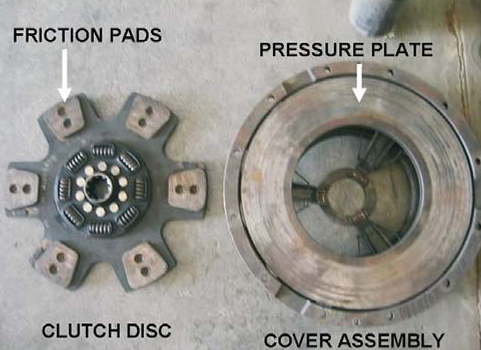 FRICTION PADS
PRESSURE PLATE
CLUTCH DISC
COVER ASSEMBLY